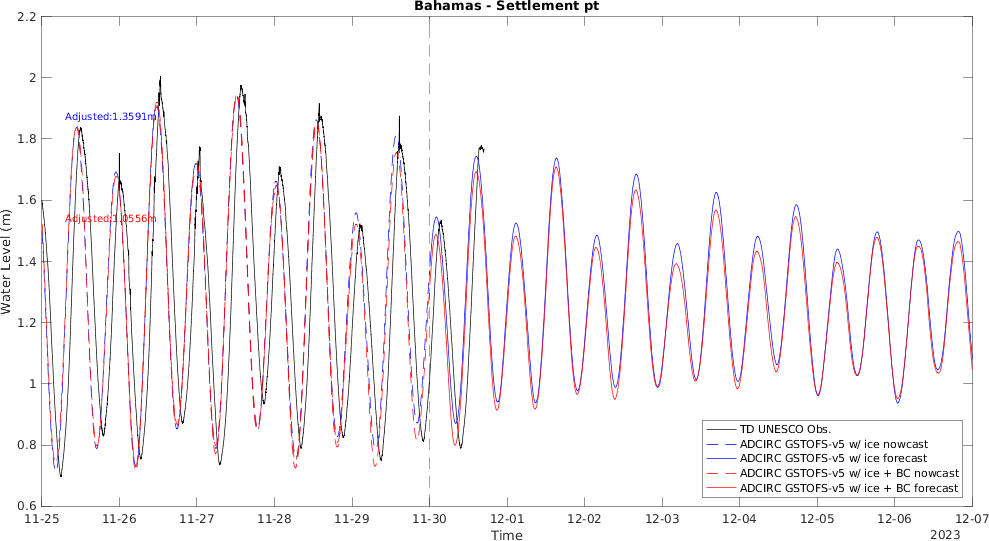 Bahamas - Settlement pt
2.2
2
1.8
1.6
1.4
1.2
1
0.8
0.6
Water Level (m)
Adjusted:1.3591m
Adjusted:1.0556m
TD UNESCO Obs.
ADCIRC GSTOFS-v5 w/ ice nowcast
ADCIRC GSTOFS-v5 w/ ice forecast
ADCIRC GSTOFS-v5 w/ ice + BC nowcast
ADCIRC GSTOFS-v5 w/ ice + BC forecast
11-25 11-26 11-27 11-28 11-29 11-30 12-01 12-02 12-03 12-04 12-05 12-06 12-07
Time
2023